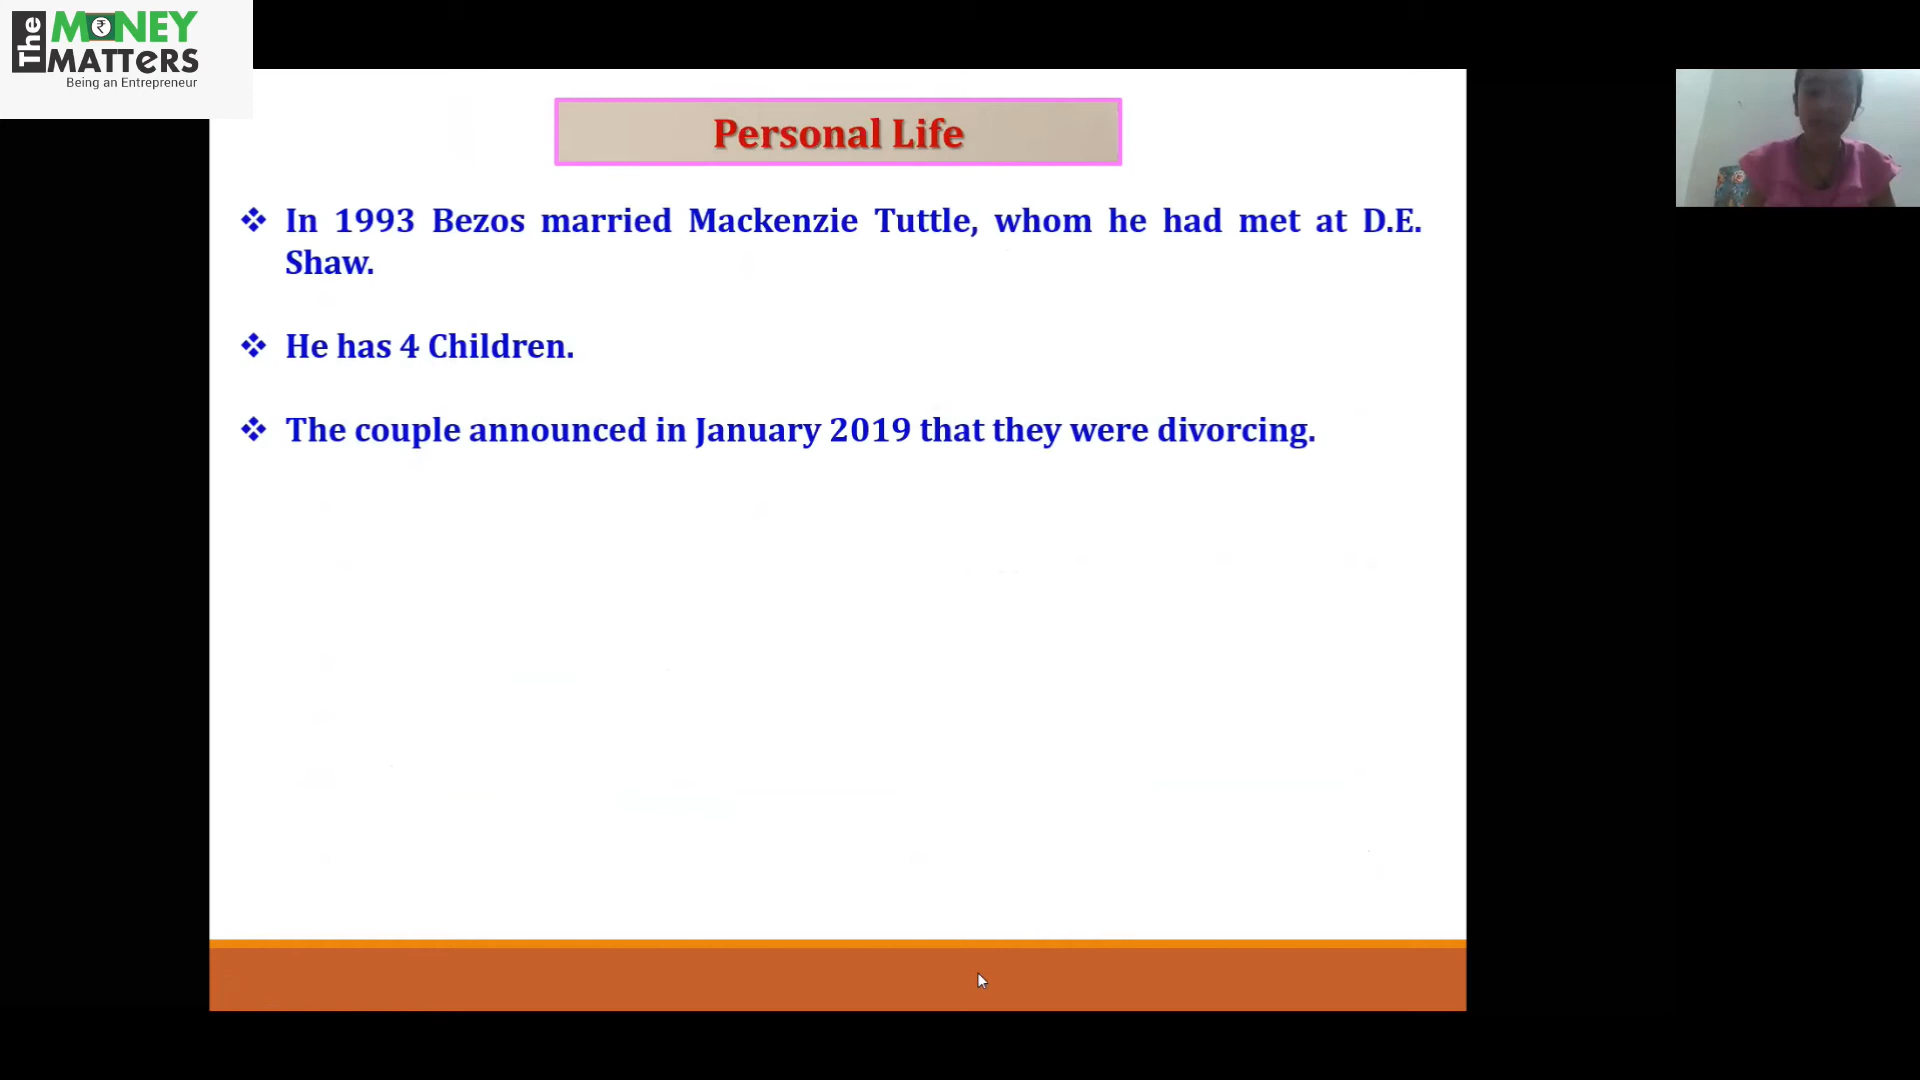 The
MONEY
MATTERS
Being an Entrepreneur
Personal Life
❖ In 1993 Bezos married Mackenzie Tuttle, whom he had met at D.E.
Shaw.
❖ He has 4 Children.
❖ The couple announced in January 2019 that they were divorcing.